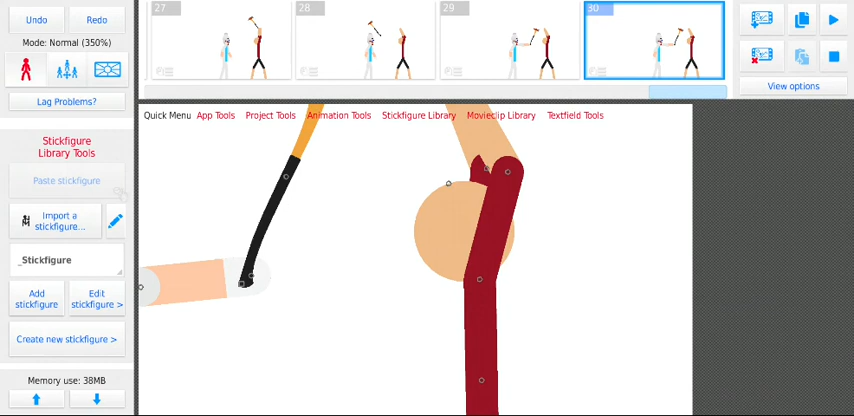 Undo Redo
Mode: Normal (350%)
Lag Problems?
Stickfigure
Library Tools
Paste stickfigure
Import a
stickfigure...
_Stickfigure
Add
stickfigure
Edit
stickfigure >
Create new stickfigure >
Memory use: 38MB
27 28 29 30
View options
Quick Menu App Tools Project Tools Animation Tools Stickfigure Library Movieclip Library Textfield Tools